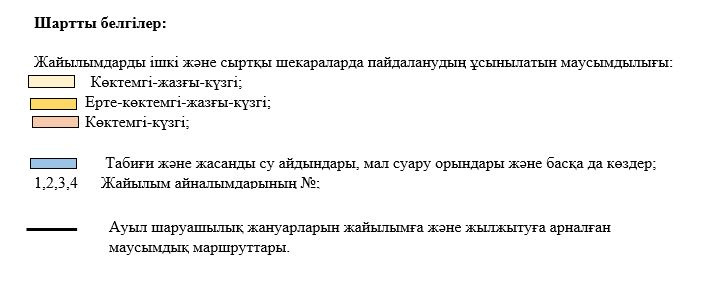 Шартты белгілер:
Жайылымдарды ішкі және сыртқы шекараларда пайдаланудың ұсынылатын маусымдылығы:
Көктемгі-жазғы-күзгі;
Ерте-көктемгі-жазғы-күзгі;
Көктемгі-күзгі;
Табиғи және жасанды су айдындары, мал суару орындары және басқа да көздер;
1,2,3,4 Жайылым айналымдарының №;
Ауыл шаруашылық жануарларын жайылымға және жылжытуға арналған
маусымдық маршруттары.